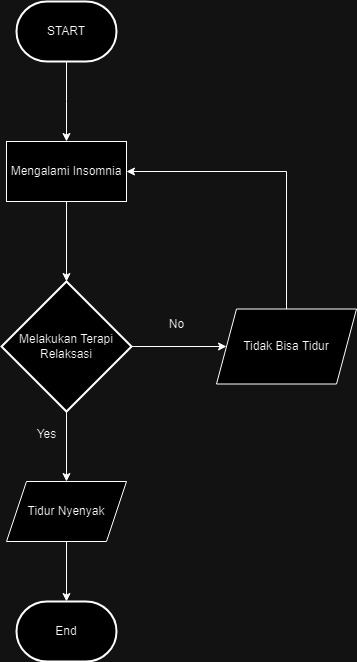 START
Mengalami Insomnia
Melakukan Terapi
Relaksasi
No
Tidak Bisa Tidur
Yes
Tidur Nyenyak
End